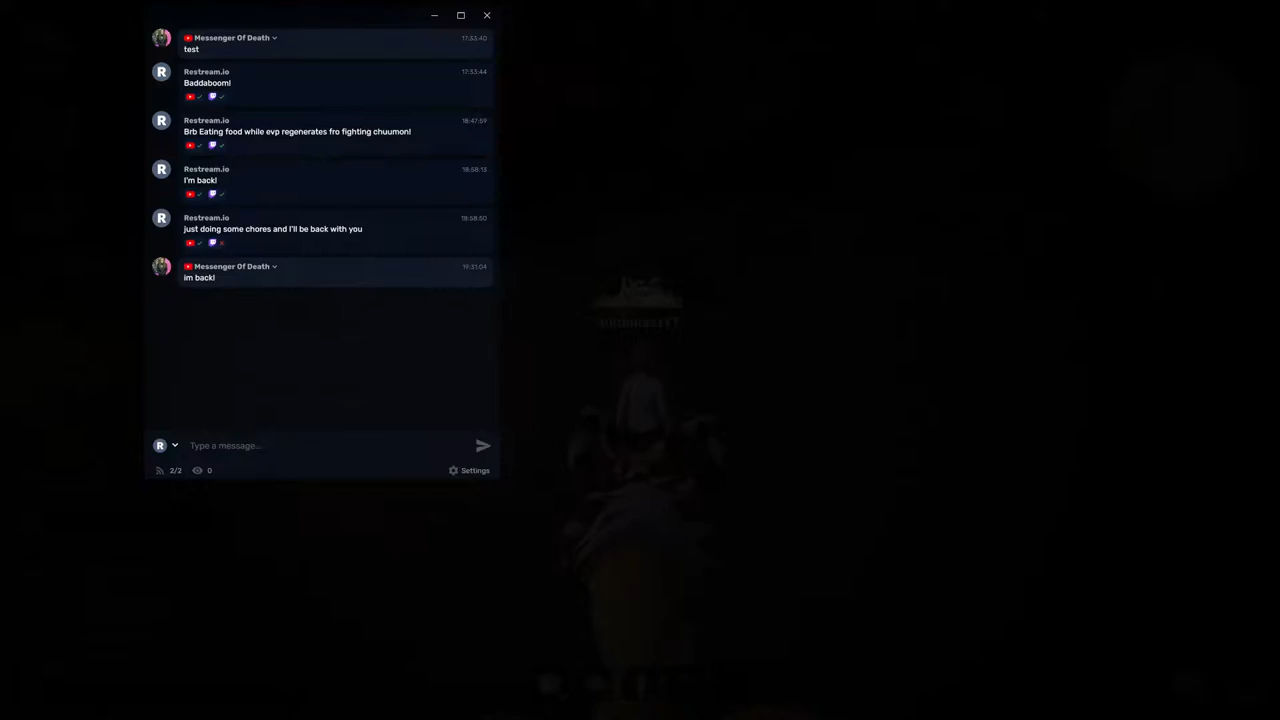 Messenger Of Death 17:33:40
test
R Restream.io 17:33:44
Baddaboom!
R Restream.io 18:47:59
Brb Eating food while evp regenerates fro fighting chuumon!
R Restream.io 18:58:13
I'm back!
R Restream.io 18:58:50
just doing some chores and I'll be back with you
Messenger Of Death 19:31:04
im back!
R Type a message...
2/2 0 Settings